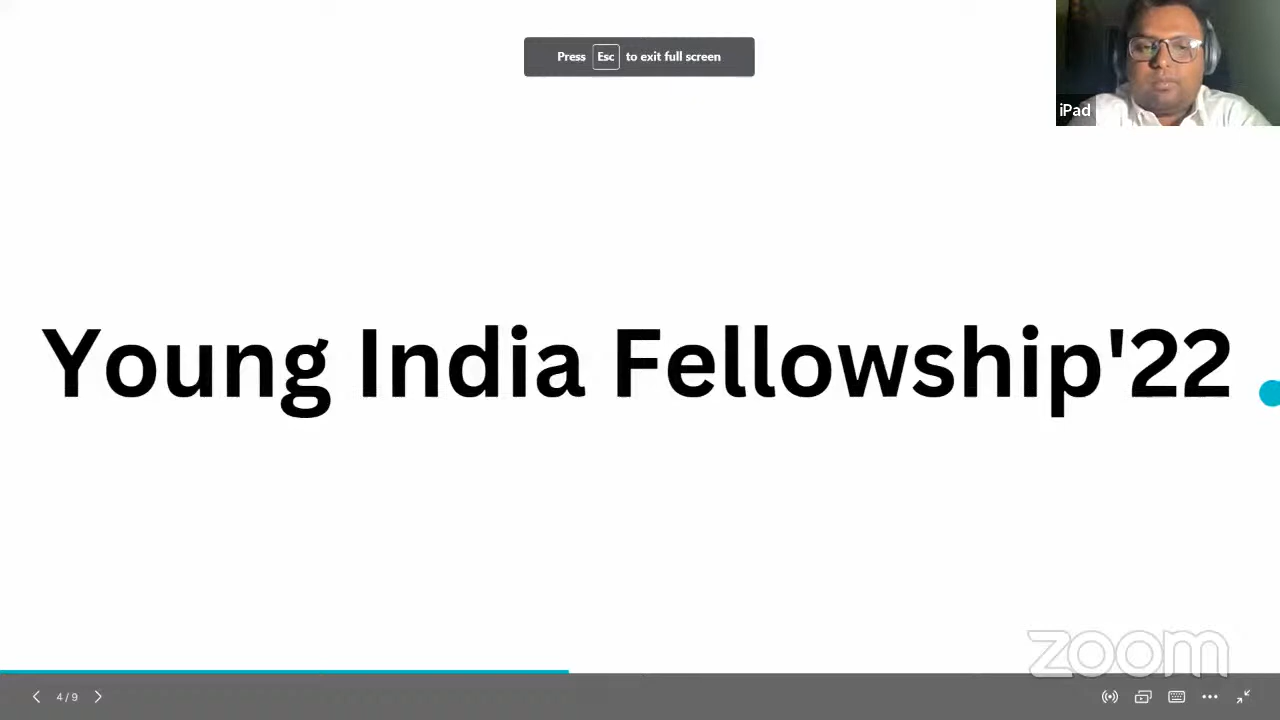 Press Esc to exit full screen
iPad
Young India Fellowship'22
zoom
4 / 9